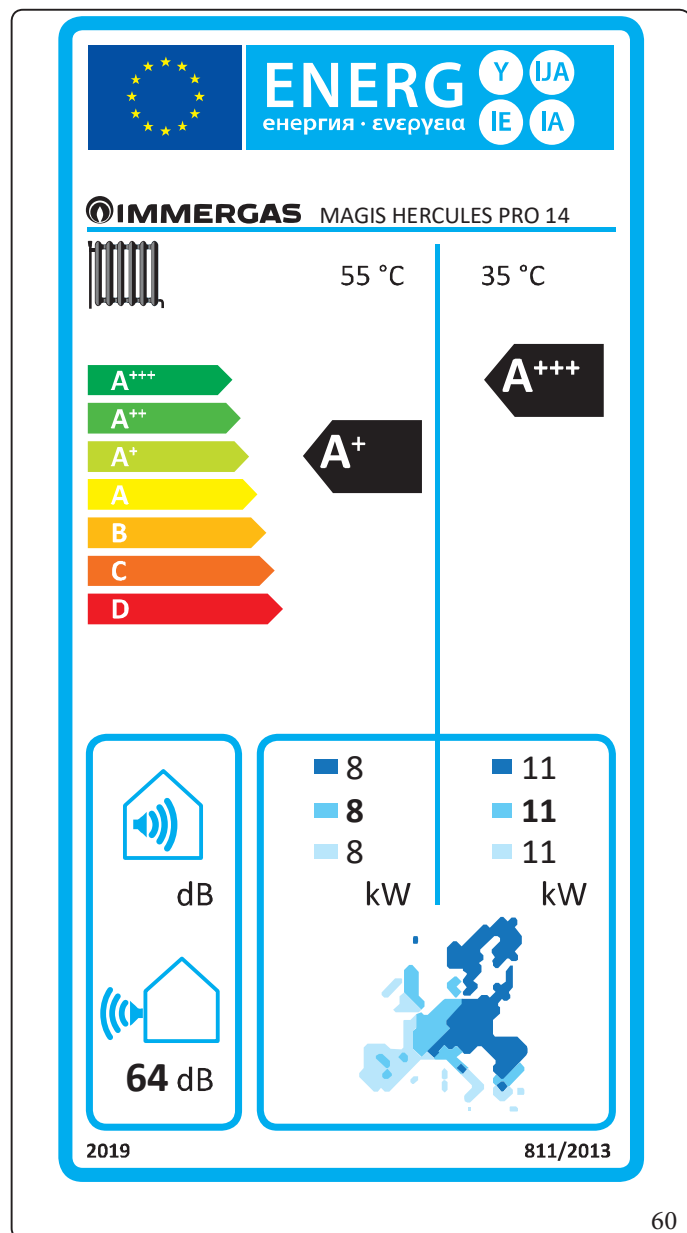 ENERG Y IJA
енергия · ενεργεια IE IA
IMMERGAS MAGIS HERCULES PRO 14
55 °C 35 °C
A+++
A+++
A++
A+
A+
A
B
C
D
8 11
8 11
8 11
dB kW kW
64 dB
2019 811/2013
60